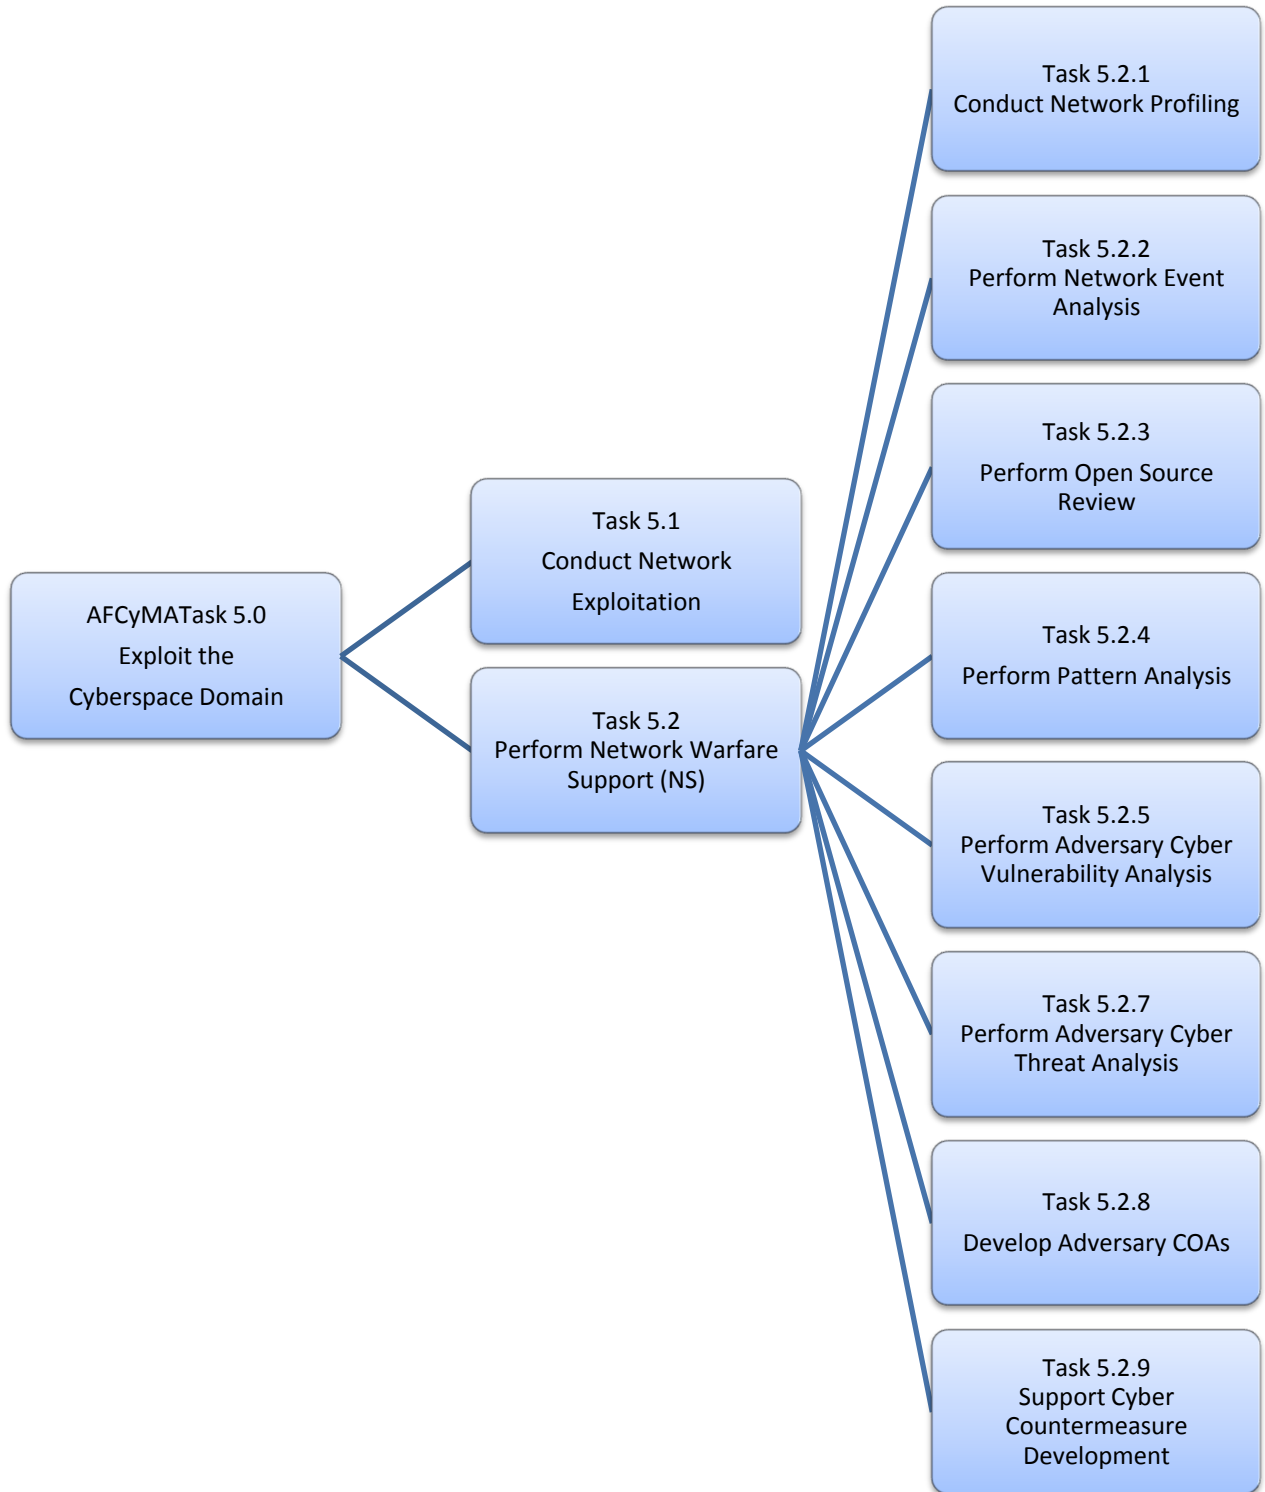 AFCyMATask 5.0
Exploit the
Cyberspace Domain
Task 5.1
Conduct Network
Exploitation
Task 5.2
Perform Network Warfare
Support (NS)
Task 5.2.1
Conduct Network Profiling
Task 5.2.2
Perform Network Event
Analysis
Task 5.2.3
Perform Open Source
Review
Task 5.2.4
Perform Pattern Analysis
Task 5.2.5
Perform Adversary Cyber
Vulnerability Analysis
Task 5.2.7
Perform Adversary Cyber
Threat Analysis
Task 5.2.8
Develop Adversary COAs
Task 5.2.9
Support Cyber
Countermeasure
Development